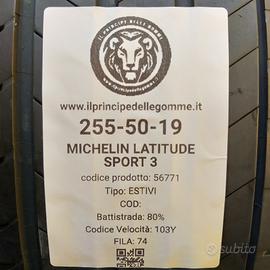 IL PRINCIPE DELLE GOMME
www.ilprincipedellegomme.it
255-50-19
MICHELIN LATITUDE
SPORT 3
codice prodotto: 56771
Tipo: ESTIVI
COD:
Battistrada: 80%
Codice Velocità: 103Y
FILA: 74
subito